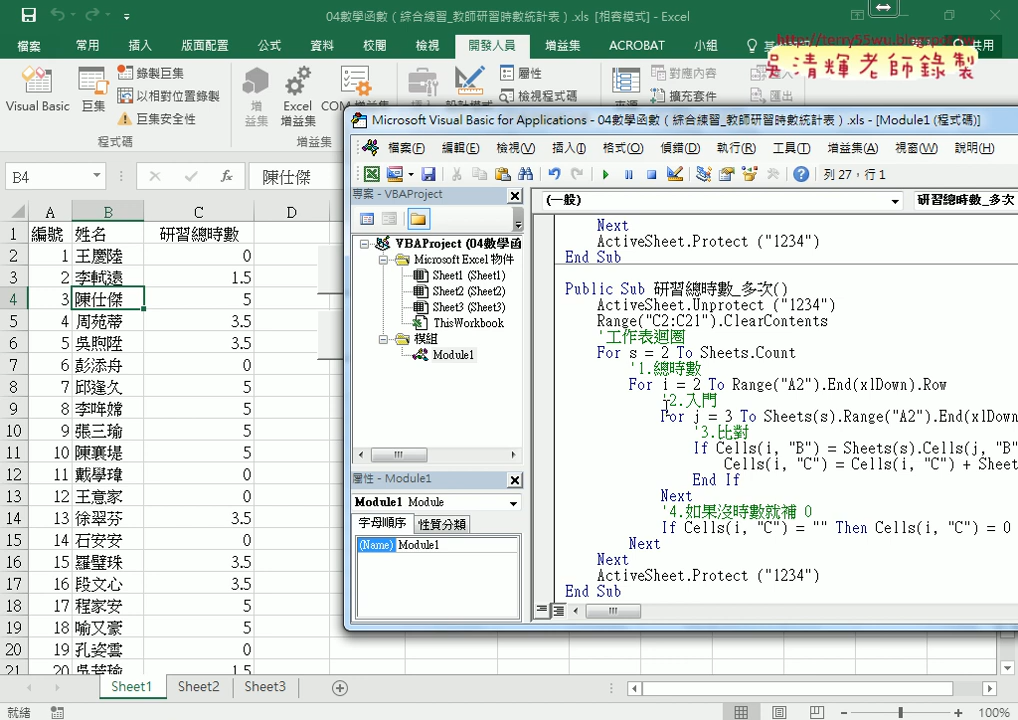 04數學函數（綜合練習_教師研習時數統計表）.xls [相容模式] - Excel
檔案 常用 插入 版面配置 公式 資料 校閱 檢視 開發人員 增益集 ACROBAT 小組 共用
http://terry55wu.blogspot
吳清輝老師錄製
Visual Basic 巨集 錄製巨集 以相對位置錄製 巨集安全性 程式碼
增益集 Excel 增益集 增益集
屬性 檢視程式碼
對應內容 擴充套件 匯出
B4 fx 陳仕傑
A B C D
1 編號 姓名 研習總時數
2 1 王慶陸 0
3 2 李軾遠 1.5
4 3 陳仕傑 5
5 4 周苑蒂 3.5
6 5 吳煦陞 3.5
7 6 彭添舟 0
8 7 邱逢久 5
9 8 李哞嫦 5
10 9 張三瑜 5
11 10 陳襄堤 5
12 11 戴學瑋 0
13 12 王意家 0
14 13 徐翠芬 3.5
15 14 石安安 0
16 15 羅璧珠 3.5
17 16 段文心 3.5
18 17 程家安 5
19 18 喻又豪 5
20 19 孔姿雲 0
21 20 吳芳瑜 1.5
Sheet1 Sheet2 Sheet3
就緒 100%
Microsoft Visual Basic for Applications - 04數學函數（綜合練習_教師研習時數統計表）.xls - [Module1 (程式碼)]
檔案(F) 編輯(E) 檢視(V) 插入(I) 格式(O) 偵錯(D) 執行(R) 工具(T) 增益集(A) 視窗(W) 說明(H)
列 27，行 1
專案 - VBAProject
VBAProject (04數學函
Microsoft Excel 物件
Sheet1 (Sheet1)
Sheet2 (Sheet2)
Sheet3 (Sheet3)
ThisWorkbook
模組
Module1
屬性 - Module1
Module1 Module
字母順序 性質分類
(Name) Module1
(一般) 研習總時數_多次
Next
ActiveSheet.Protect ("1234")
End Sub
Public Sub 研習總時數_多次()
ActiveSheet.Unprotect ("1234")
Range("C2:C21").ClearContents
'工作表迴圈
For s = 2 To Sheets.Count
'1.總時數
For i = 2 To Range("A2").End(xlDown).Row
'2.入門
For j = 3 To Sheets(s).Range("A2").End(xlDown
'3.比對
If Cells(i, "B") = Sheets(s).Cells(j, "B"
Cells(i, "C") = Cells(i, "C") + Sheet
End If
Next
'4.如果沒時數就補 0
If Cells(i, "C") = "" Then Cells(i, "C") = 0
Next
Next
ActiveSheet.Protect ("1234")
End Sub